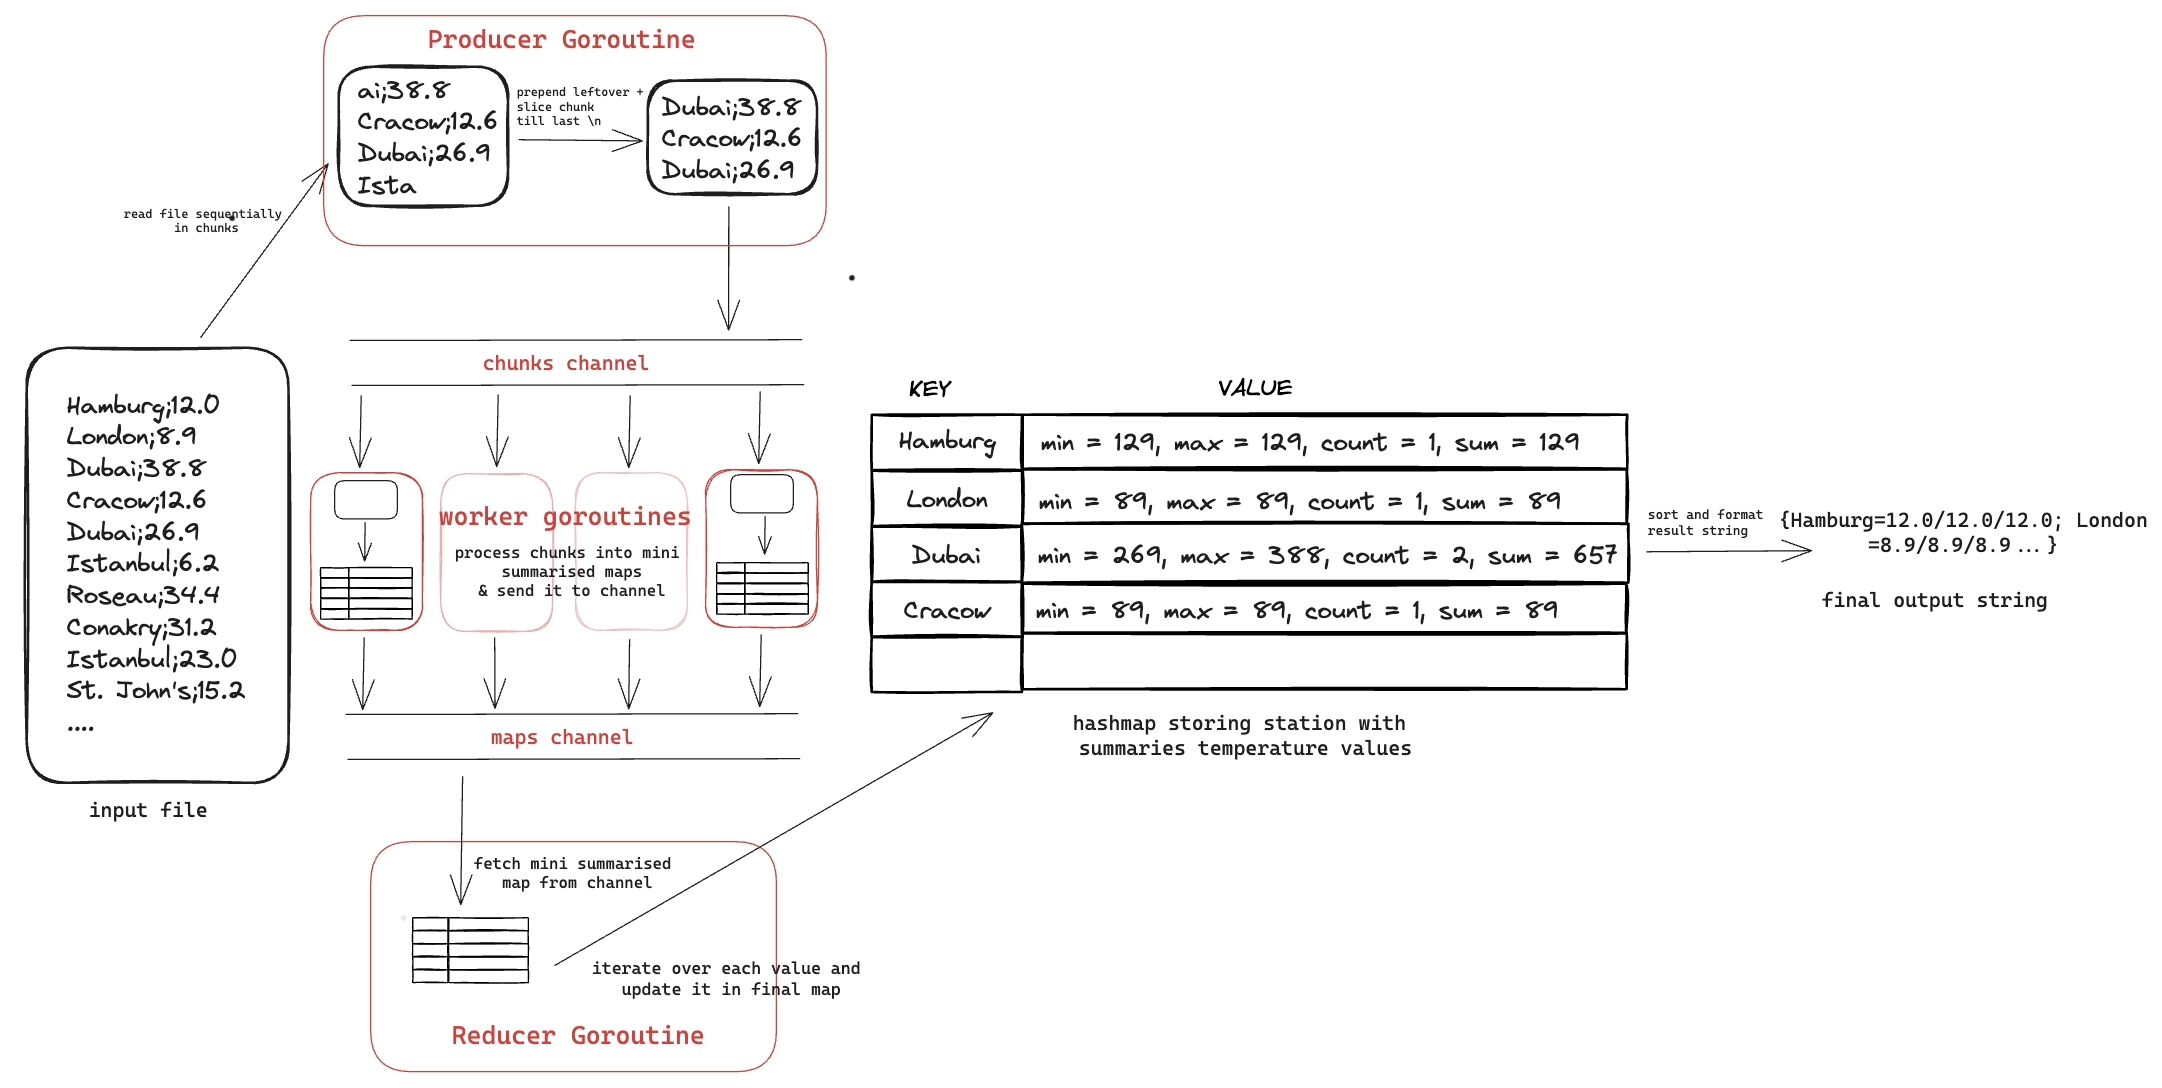 Producer Goroutine
ai;38.8
Cracow;12.6
Dubai;26.9
Ista
prepend leftover +
slice chunk
till last \n
Dubai;38.8
Cracow;12.6
Dubai;26.9
read file sequentially
in chunks
Hamburg;12.0
London;8.9
Dubai;38.8
Cracow;12.6
Dubai;26.9
Istanbul;6.2
Roseau;34.4
Conakry;31.2
Istanbul;23.0
St. John's;15.2
....
input file
chunks channel
worker goroutines
process chunks into mini
summarised maps
& send it to channel
maps channel
fetch mini summarised
map from channel
iterate over each value and
update it in final map
Reducer Goroutine
KEY VALUE
Hamburg min = 129, max = 129, count = 1, sum = 129
London min = 89, max = 89, count = 1, sum = 89
Dubai min = 269, max = 388, count = 2, sum = 657
Cracow min = 89, max = 89, count = 1, sum = 89
hashmap storing station with
summaries temperature values
sort and format
result string
{Hamburg=12.0/12.0/12.0; London
=8.9/8.9/8.9 ... }
final output string